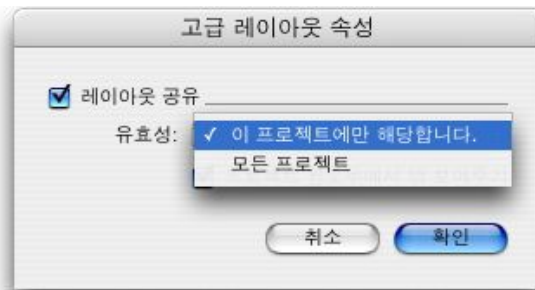 고급 레이아웃 속성
레이아웃 공유
유효성: ✓ 이 프로젝트에만 해당합니다.
모든 프로젝트
취소 확인